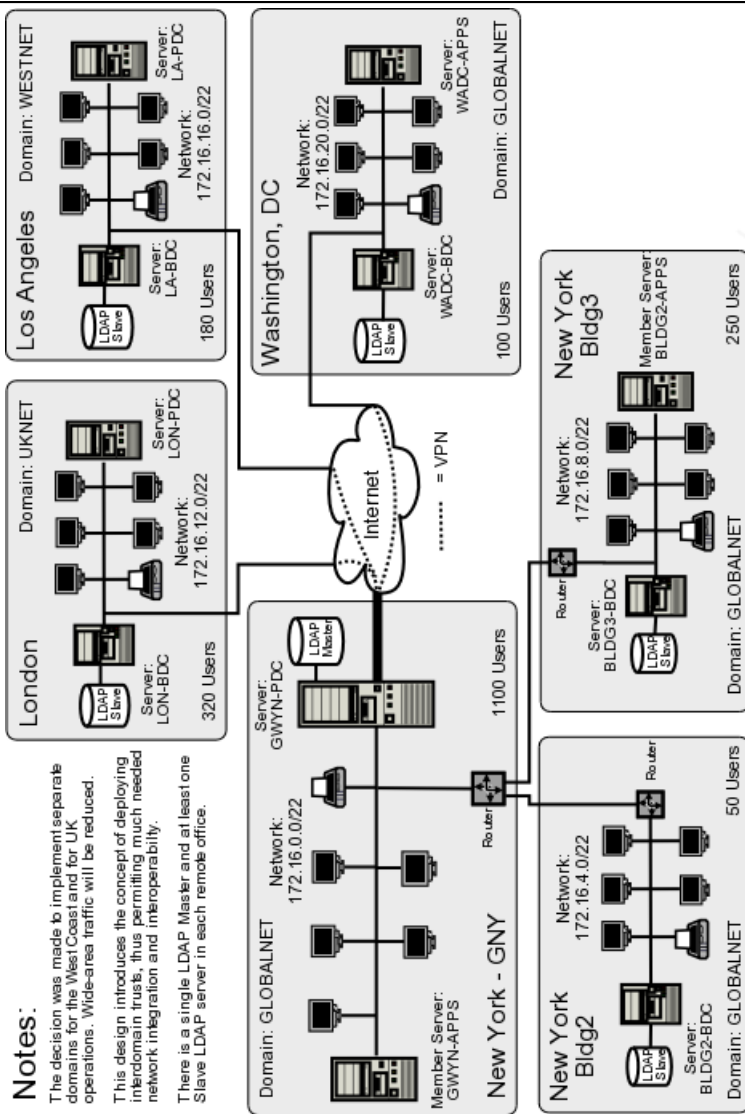 Notes:
The decision was made to implement separate
domains for the West Coast and for UK
operations. Wide-area traffic will be reduced.
This design introduces the concept of deploying
interdomain trusts, thus permitting much needed
network integration and interoperabilty.
There is a single LDAP Master and at least one
Slave LDAP server in each remote office.
London
Domain: UKNET
LDAP
Slave
Server:
LON-BDC
Network:
172.16.12.0/22
Server:
LON-PDC
320 Users
Los Angeles
Domain: WESTNET
LDAP
Slave
Server:
LA-BDC
Network:
172.16.16.0/22
Server:
LA-PDC
180 Users
Domain: GLOBALNET
Network:
172.16.0.0/22
Member Server:
GWYN-APPS
Server:
GWYN-PDC
LDAP
Master
Router
New York - GNY
1100 Users
Internet
= VPN
Washington, DC
Network:
172.16.20.0/22
LDAP
Slave
Server:
WADC-BDC
Server:
WADC-APPS
100 Users
Domain: GLOBALNET
New York
Bldg2
Network:
172.16.4.0/22
Router
LDAP
Slave
Server:
BLDG2-BDC
Domain: GLOBALNET
50 Users
New York
Bldg3
Router
Network:
172.16.8.0/22
Server:
BLDG3-BDC
LDAP
Slave
Member Server:
BLDG2-APPS
Domain: GLOBALNET
250 Users